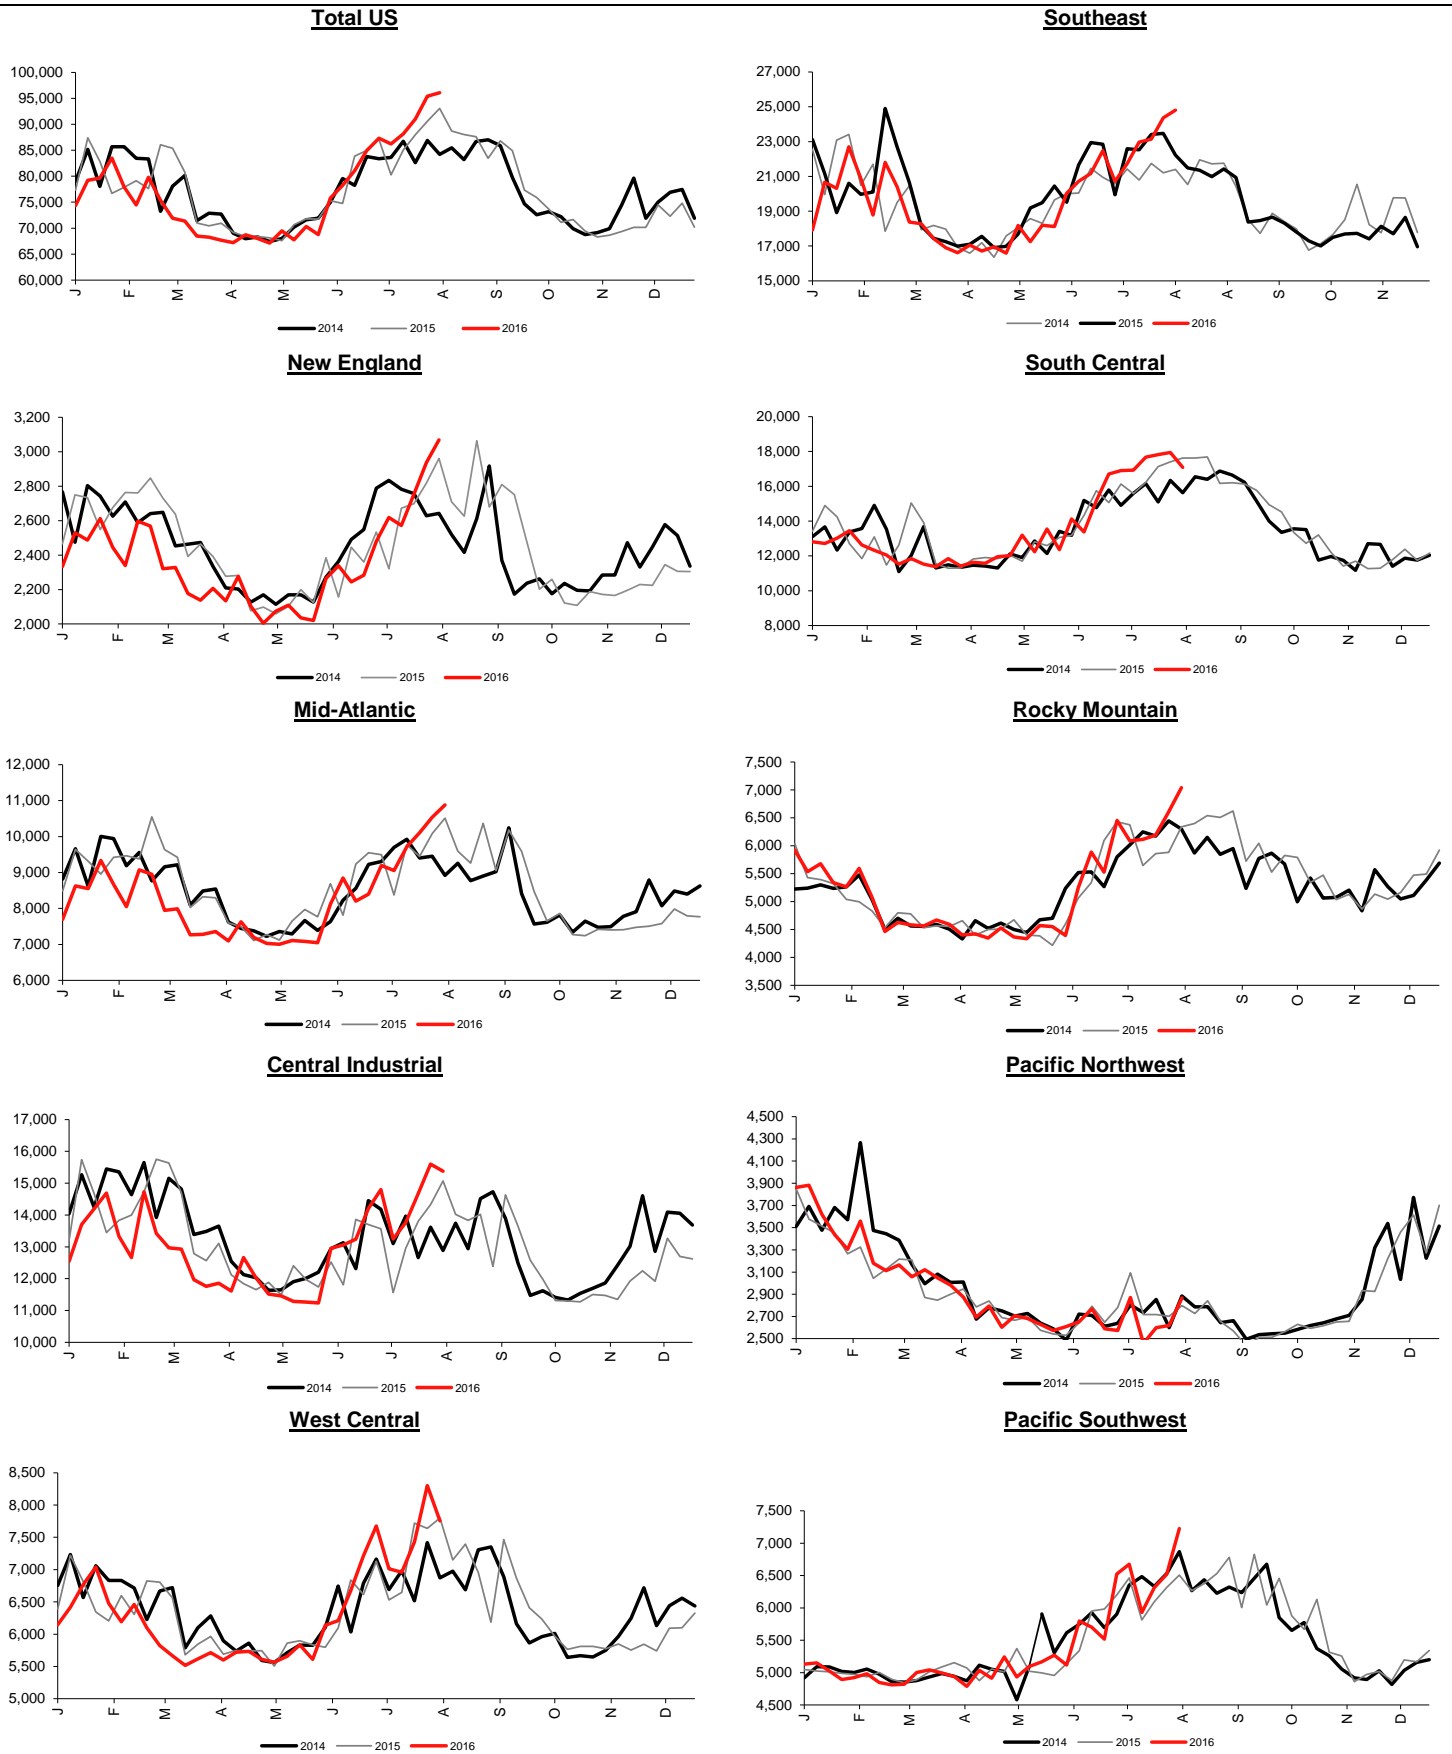 Total US
100,000
95,000
90,000
85,000
80,000
75,000
70,000
65,000
60,000
J F M A M J J A S O N D
2014 2015 2016
Southeast
27,000
25,000
23,000
21,000
19,000
17,000
15,000
J F M A M J J A A S O N
2014 2015 2016
New England
3,200
3,000
2,800
2,600
2,400
2,200
2,000
J F M A M J J A S O N D
2014 2015 2016
South Central
20,000
18,000
16,000
14,000
12,000
10,000
8,000
J F M A M J J A S O N D
2014 2015 2016
Mid-Atlantic
12,000
11,000
10,000
9,000
8,000
7,000
6,000
J F M A M J J A S O N D
2014 2015 2016
Rocky Mountain
7,500
7,000
6,500
6,000
5,500
5,000
4,500
4,000
3,500
J F M A M J J A S O N D
2014 2015 2016
Central Industrial
17,000
16,000
15,000
14,000
13,000
12,000
11,000
10,000
J F M A M J J A S O N D
2014 2015 2016
Pacific Northwest
4,500
4,300
4,100
3,900
3,700
3,500
3,300
3,100
2,900
2,700
2,500
J F M A M J J A S O N D
2014 2015 2016
West Central
8,500
8,000
7,500
7,000
6,500
6,000
5,500
5,000
J F M A M J J A S O N D
2014 2015 2016
Pacific Southwest
7,500
7,000
6,500
6,000
5,500
5,000
4,500
J F M A M J J A S O N D
2014 2015 2016